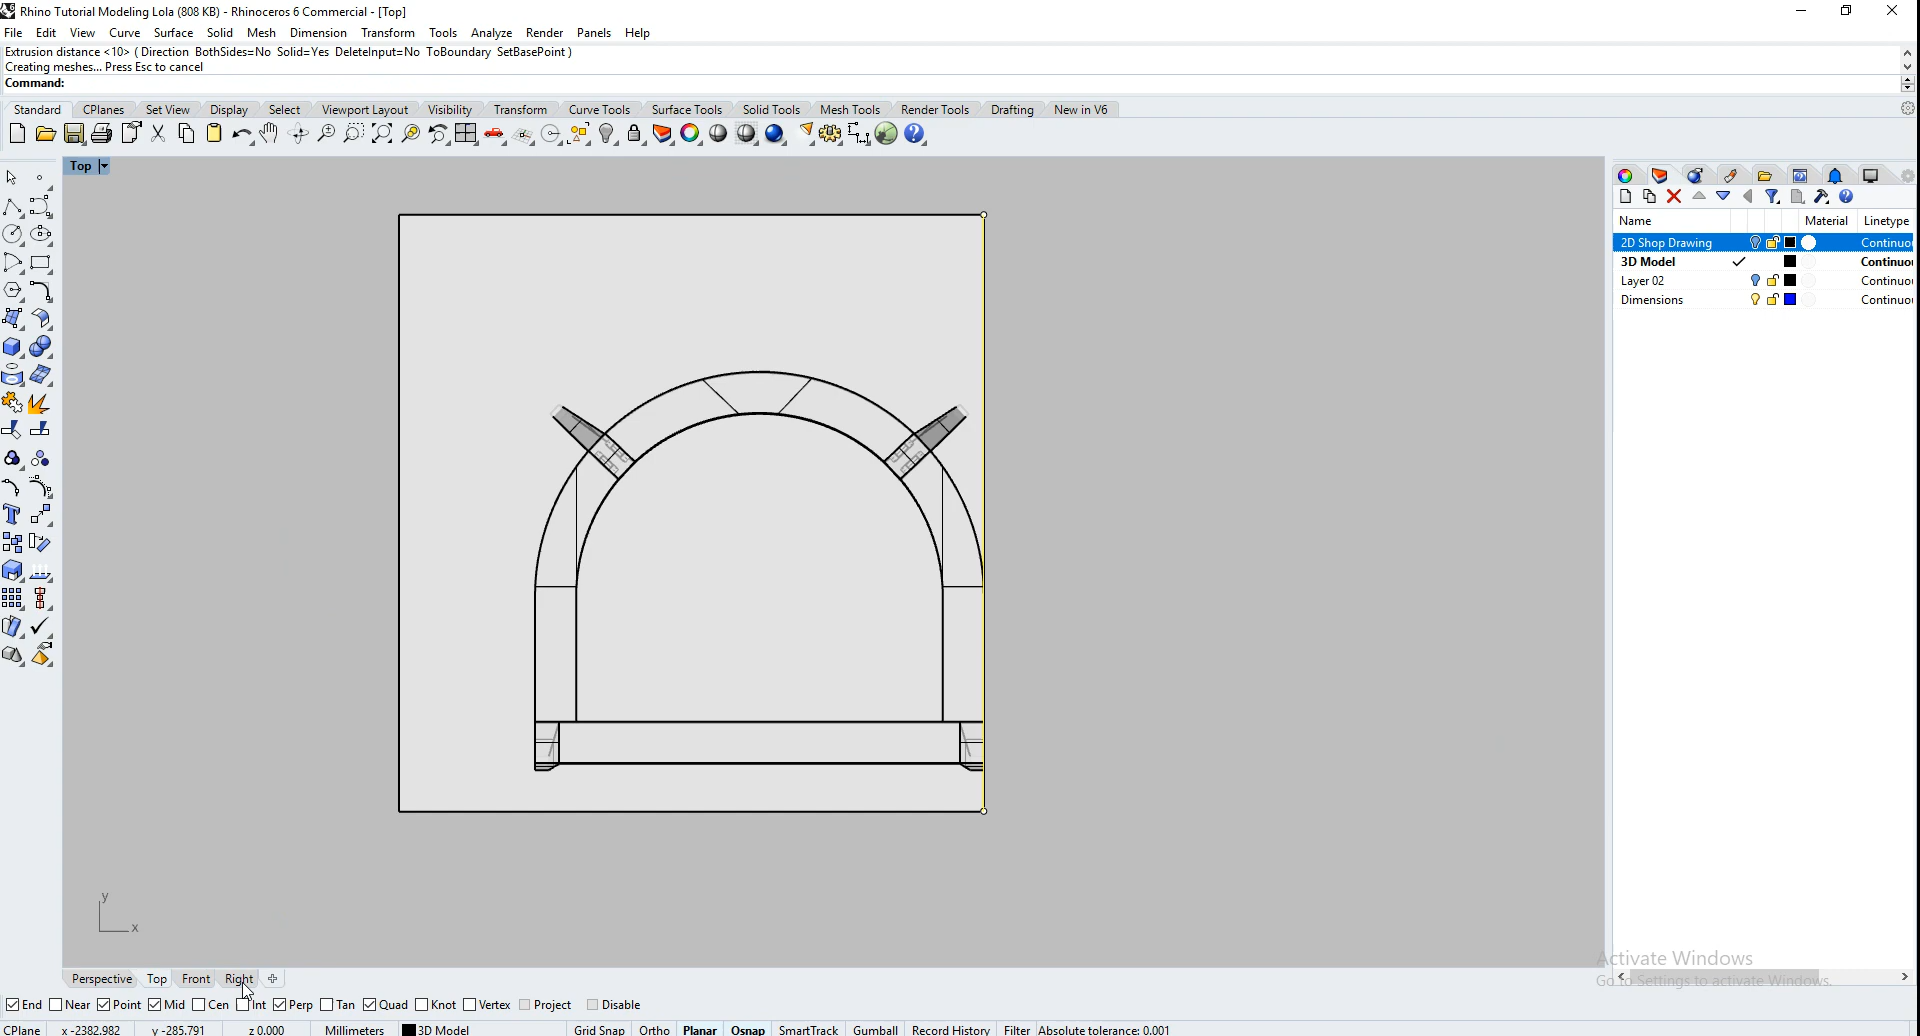 Rhino Tutorial Modeling Lola (808 KB) - Rhinoceros 6 Commercial - [Top]
File Edit View Curve Surface Solid Mesh Dimension Transform Tools Analyze Render Panels Help
Extrusion distance <10> ( Direction BothSides=No Solid=Yes DeleteInput=No ToBoundary SetBasePoint )
Creating meshes... Press Esc to cancel
Command:
Standard CPlanes Set View Display Select Viewport Layout Visibility Transform Curve Tools Surface Tools Solid Tools Mesh Tools Render Tools Drafting New in V6
Top
Name Material Linetype
2D Shop Drawing Continuo
3D Model Continuo
Layer 02 Continuo
Dimensions Continuo
y
x
Activate Windows
Go to Settings to activate Windows.
Perspective Top Front Right
End Near Point Mid Cen Int Perp Tan Quad Knot Vertex Project Disable
CPlane x -2382.982 y -285.791 z 0.000 Millimeters 3D Model Grid Snap Ortho Planar Osnap SmartTrack Gumball Record History Filter Absolute tolerance: 0.001